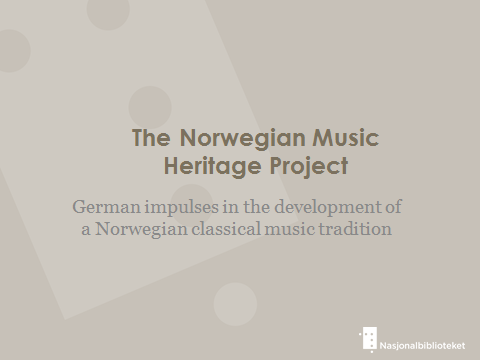 The Norwegian Music
Heritage Project
German impulses in the development of
a Norwegian classical music tradition
Nasjonalbiblioteket